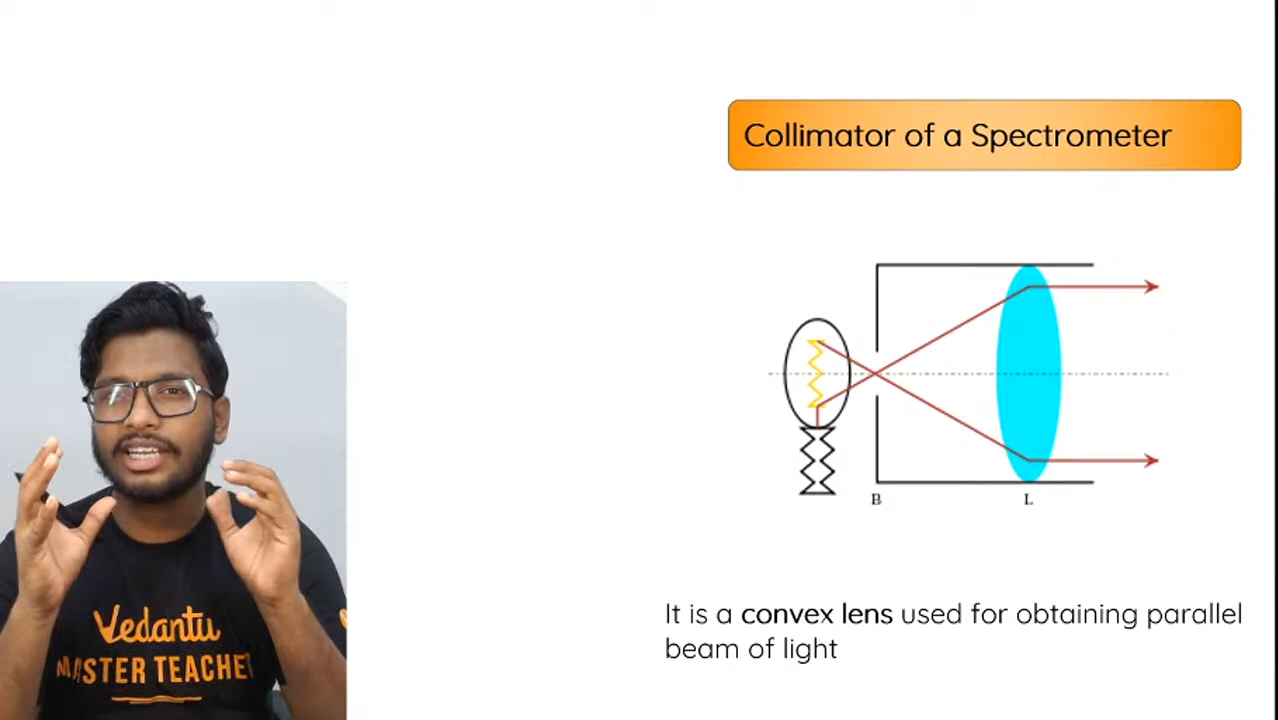 Collimator of a Spectrometer
B
L
It is a convex lens used for obtaining parallel
beam of light
Vedantu
MASTER TEACHER